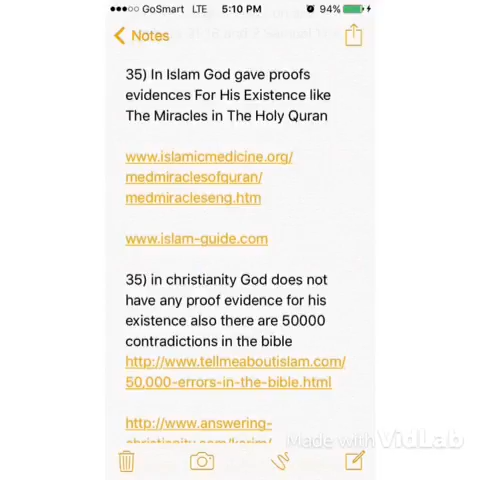 GoSmart LTE 5:10 PM 94%
Notes
35) In Islam God gave proofs
evidences For His Existence like
The Miracles in The Holy Quran
www.islamicmedicine.org/
medmiraclesofquran/
medmiracleseng.htm
www.islam-guide.com
35) in christianity God does not
have any proof evidence for his
existence also there are 50000
contradictions in the bible
http://www.tellmeaboutislam.com/
50,000-errors-in-the-bible.html
http://www.answering-
christianity.com/karim/
Made with VidLab